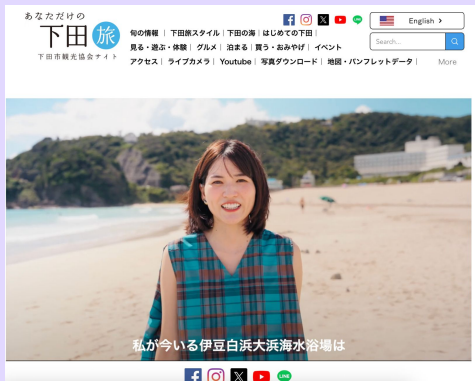 あなただけの
下田 旅
下田市観光協会サイト
English >
旬の情報 | 下田旅スタイル | 下田の海 | はじめての下田 |
Search...
見る・遊ぶ・体験 | グルメ | 泊まる | 買う・おみやげ | イベント
アクセス | ライブカメラ | Youtube | 写真ダウンロード | 地図・パンフレットデータ |
More
私が今いる伊豆白浜大浜海水浴場は
LINE